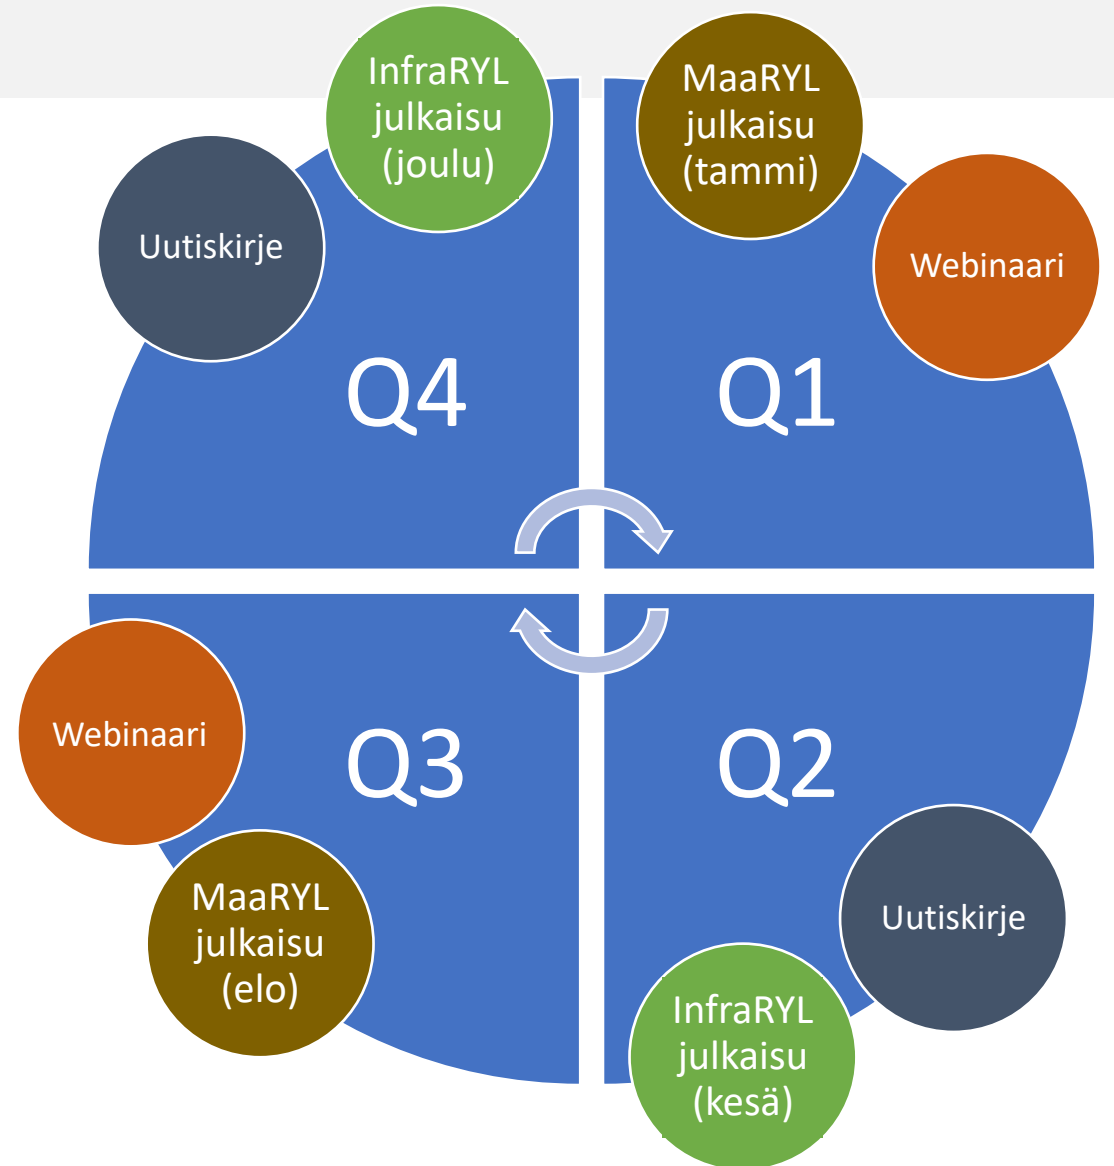 InfraRYL
julkaisu
(joulu)
MaaRYL
julkaisu
(tammi)
Uutiskirje
Webinaari
Q4
Q1
Webinaari
Q3
Q2
MaaRYL
julkaisu
(elo)
Uutiskirje
InfraRYL
julkaisu
(kesä)